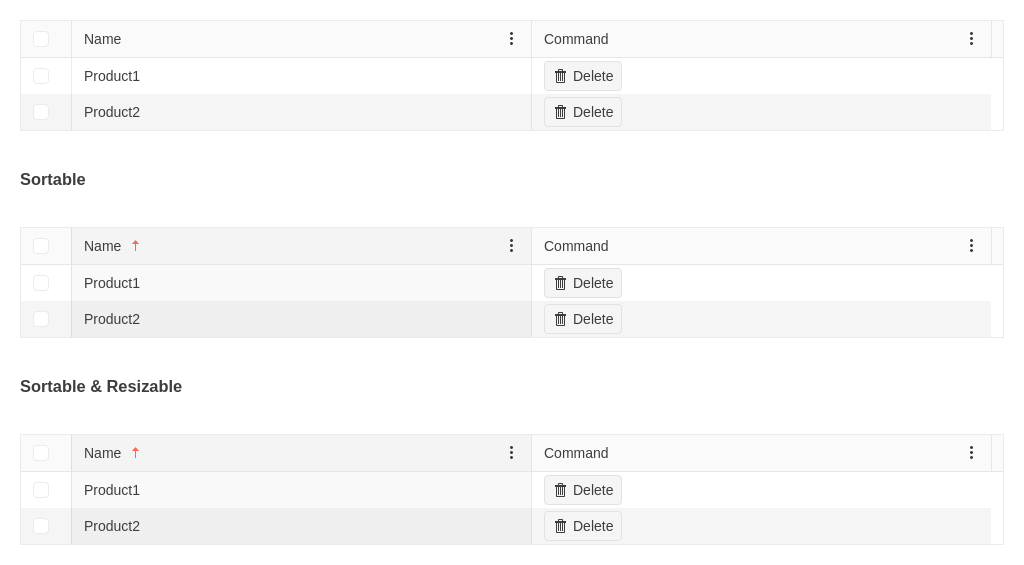 Name Command
Product1 Delete
Product2 Delete
Sortable
Name Command
Product1 Delete
Product2 Delete
Sortable & Resizable
Name Command
Product1 Delete
Product2 Delete